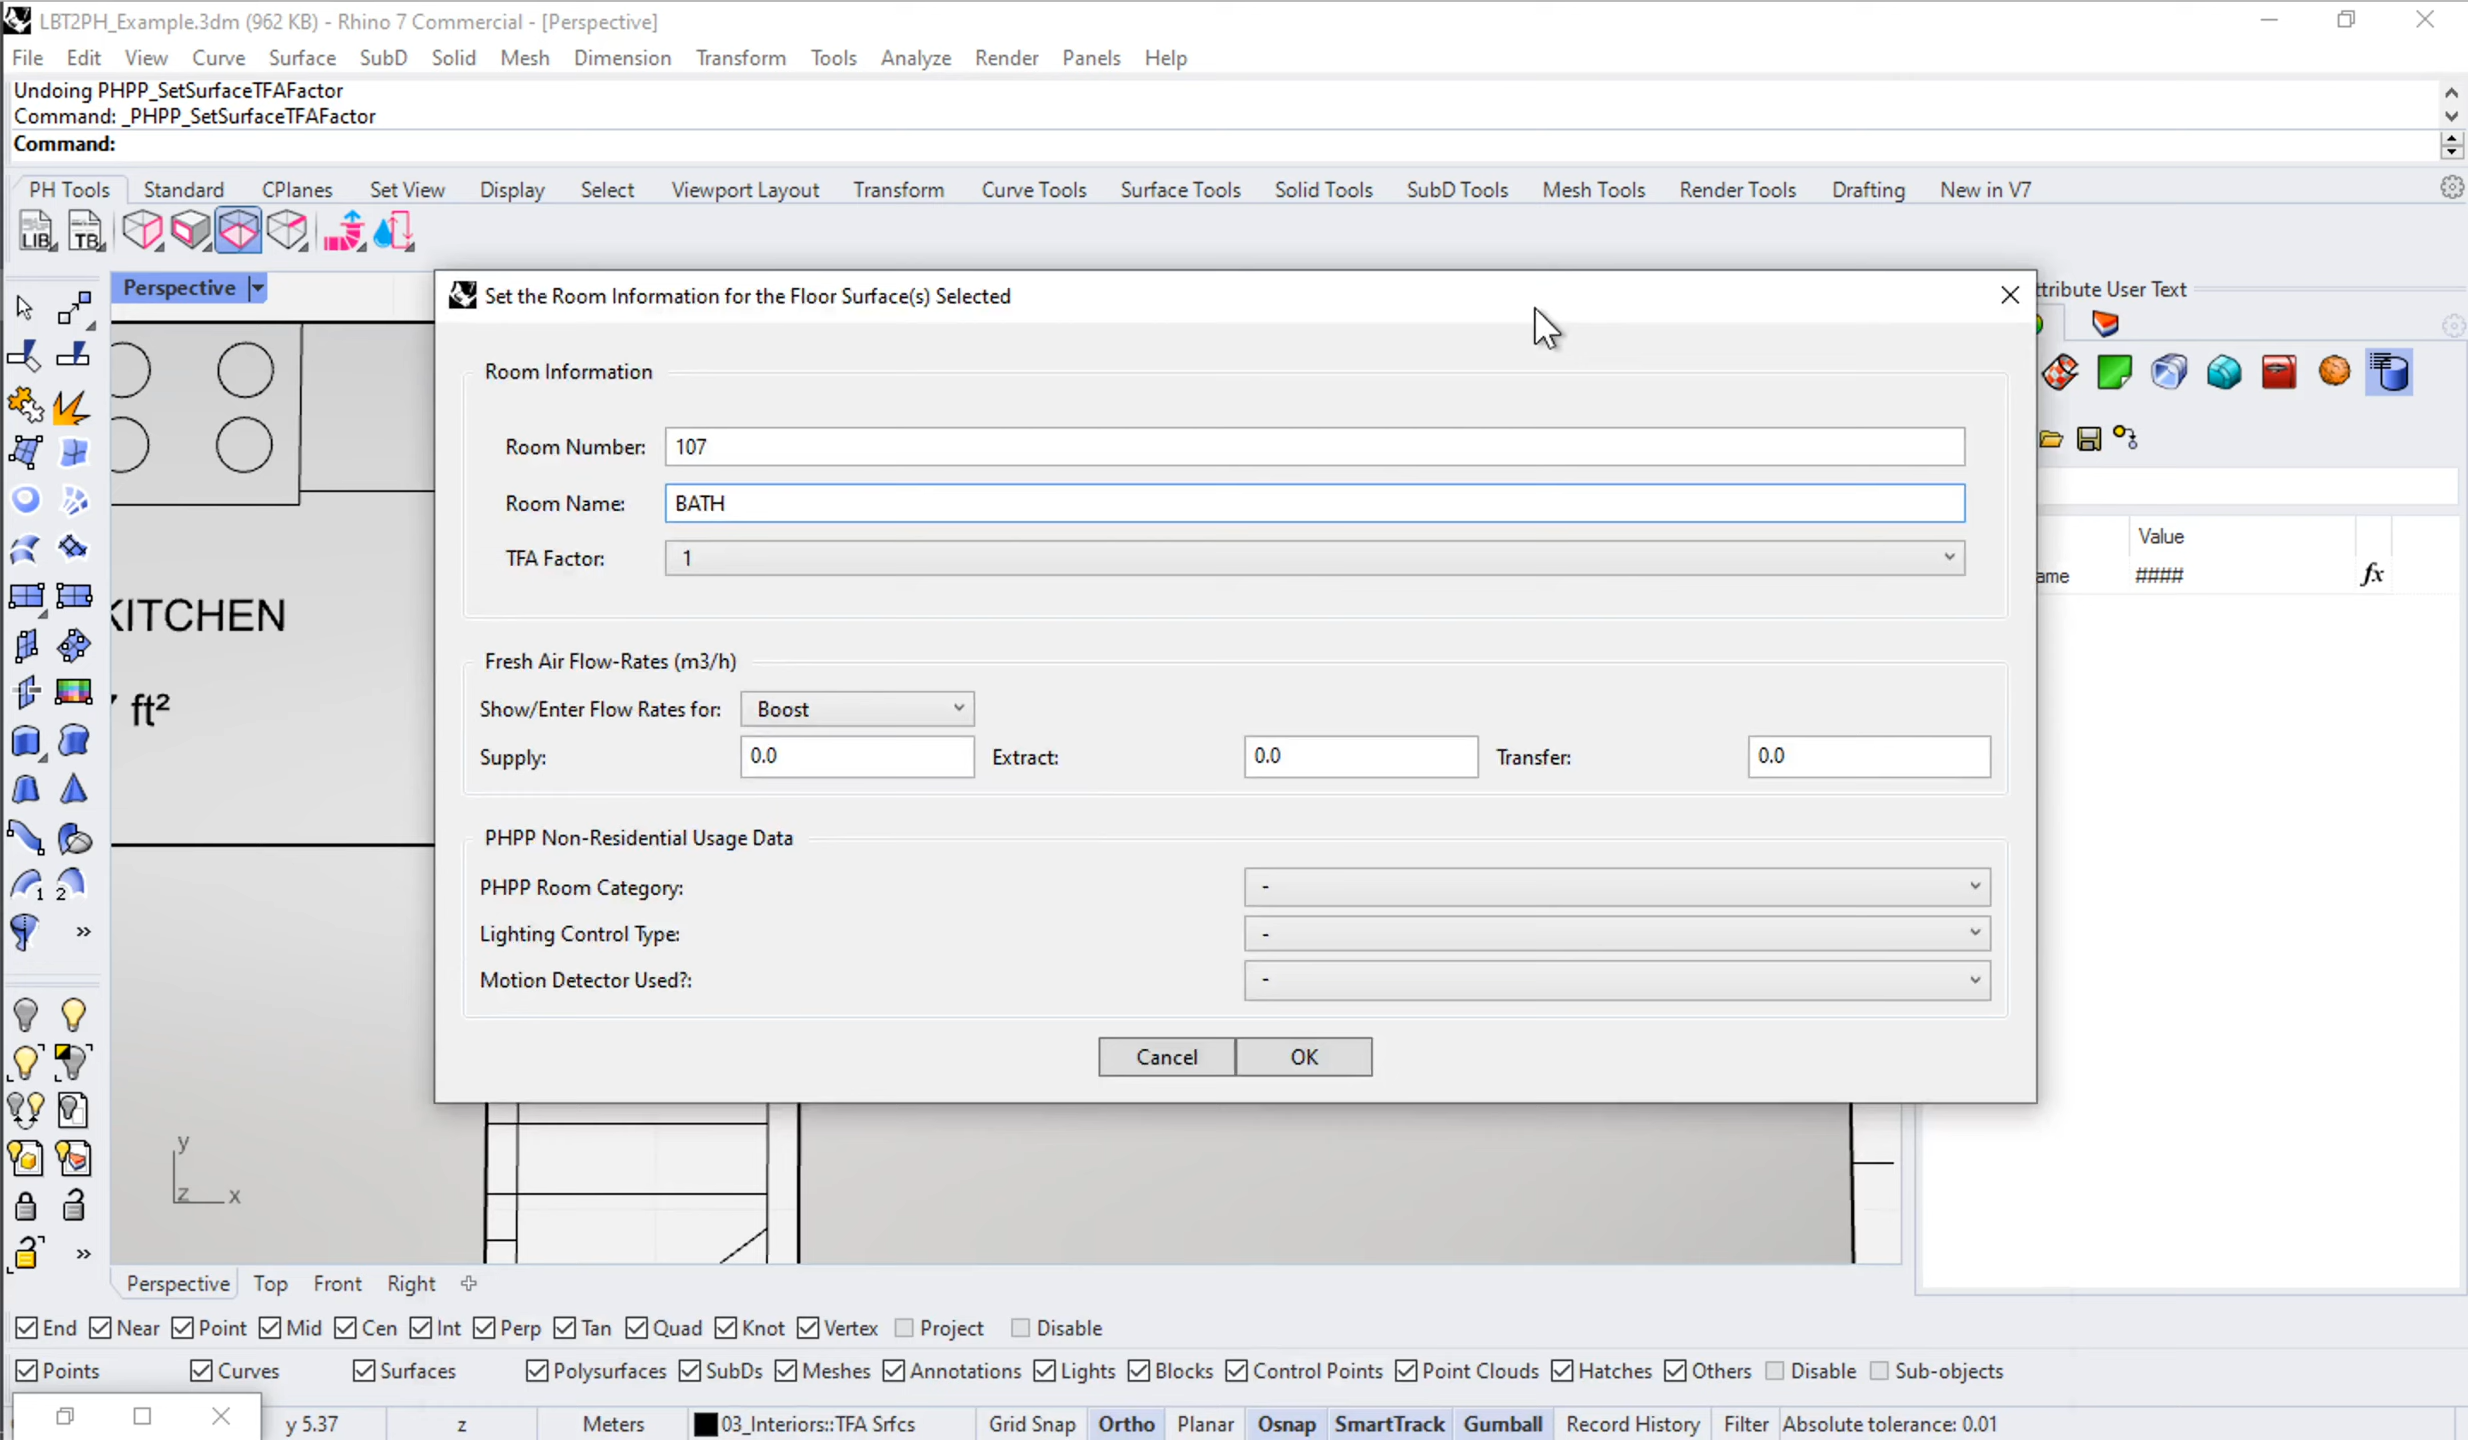 LBT2PH_Example.3dm (962 KB) - Rhino 7 Commercial - [Perspective]
File Edit View Curve Surface SubD Solid Mesh Dimension Transform Tools Analyze Render Panels Help
Undoing PHPP_SetSurfaceTFAFactor
Command: _PHPP_SetSurfaceTFAFactor
Command:
PH Tools Standard CPlanes Set View Display Select Viewport Layout Transform Curve Tools Surface Tools Solid Tools SubD Tools Mesh Tools Render Tools Drafting New in V7
LIB TB
Perspective
Set the Room Information for the Floor Surface(s) Selected
ttribute User Text
Room Information
Room Number: 107
Room Name: BATH
TFA Factor: 1
Value
ame #### fx
KITCHEN
ft²
Fresh Air Flow-Rates (m3/h)
Show/Enter Flow Rates for: Boost
Supply: 0.0 Extract: 0.0 Transfer: 0.0
PHPP Non-Residential Usage Data
PHPP Room Category: -
Lighting Control Type: -
Motion Detector Used?: -
1 2
Cancel OK
y
z x
Perspective Top Front Right
End Near Point Mid Cen Int Perp Tan Quad Knot Vertex Project Disable
Points Curves Surfaces Polysurfaces SubDs Meshes Annotations Lights Blocks Control Points Point Clouds Hatches Others Disable Sub-objects
y 5.37 z Meters 03_Interiors::TFA Srfcs Grid Snap Ortho Planar Osnap SmartTrack Gumball Record History Filter Absolute tolerance: 0.01